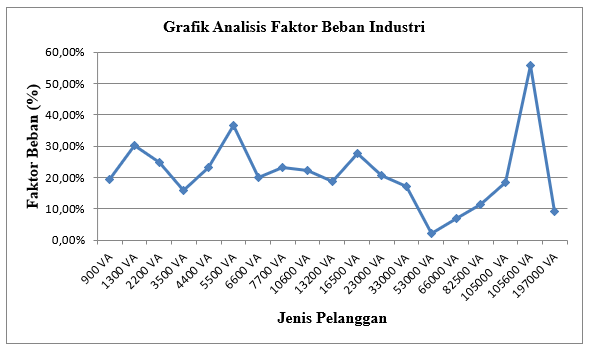 Grafik Analisis Faktor Beban Industri
Faktor Beban (%)
60,00%
50,00%
40,00%
30,00%
20,00%
10,00%
0,00%
900 VA
1300 VA
2200 VA
3500 VA
4400 VA
5500 VA
6600 VA
7700 VA
10600 VA
13200 VA
16500 VA
23000 VA
33000 VA
53000 VA
66000 VA
82500 VA
105000 VA
105600 VA
197000 VA
Jenis Pelanggan